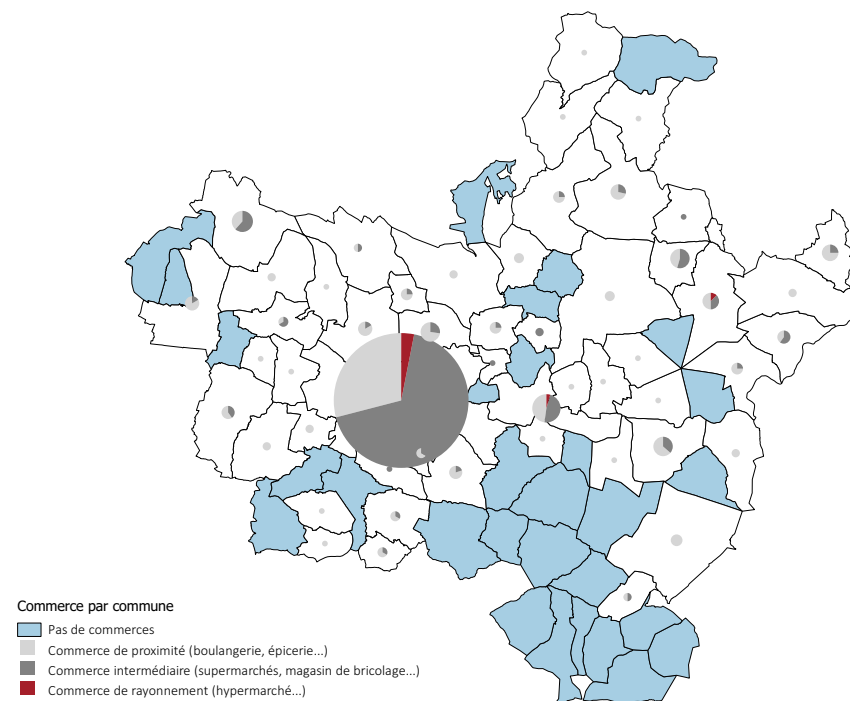 Commerce par commune
Pas de commerces
Commerce de proximité (boulangerie, épicerie...)
Commerce intermédiaire (supermarchés, magasin de bricolage...)
Commerce de rayonnement (hypermarché...)